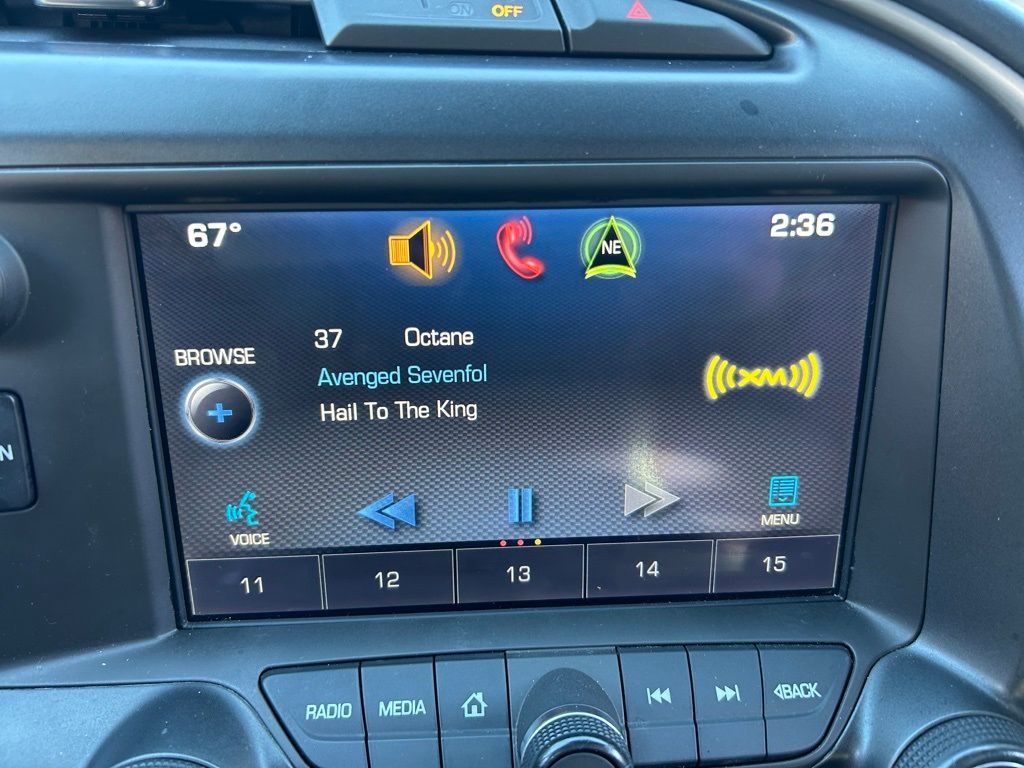 ON OFF
67°
2:36
NE
37 Octane
BROWSE
Avenged Sevenfol
Hail To The King
((((XM))))
VOICE
MENU
11 12 13 14 15
N
RADIO MEDIA BACK